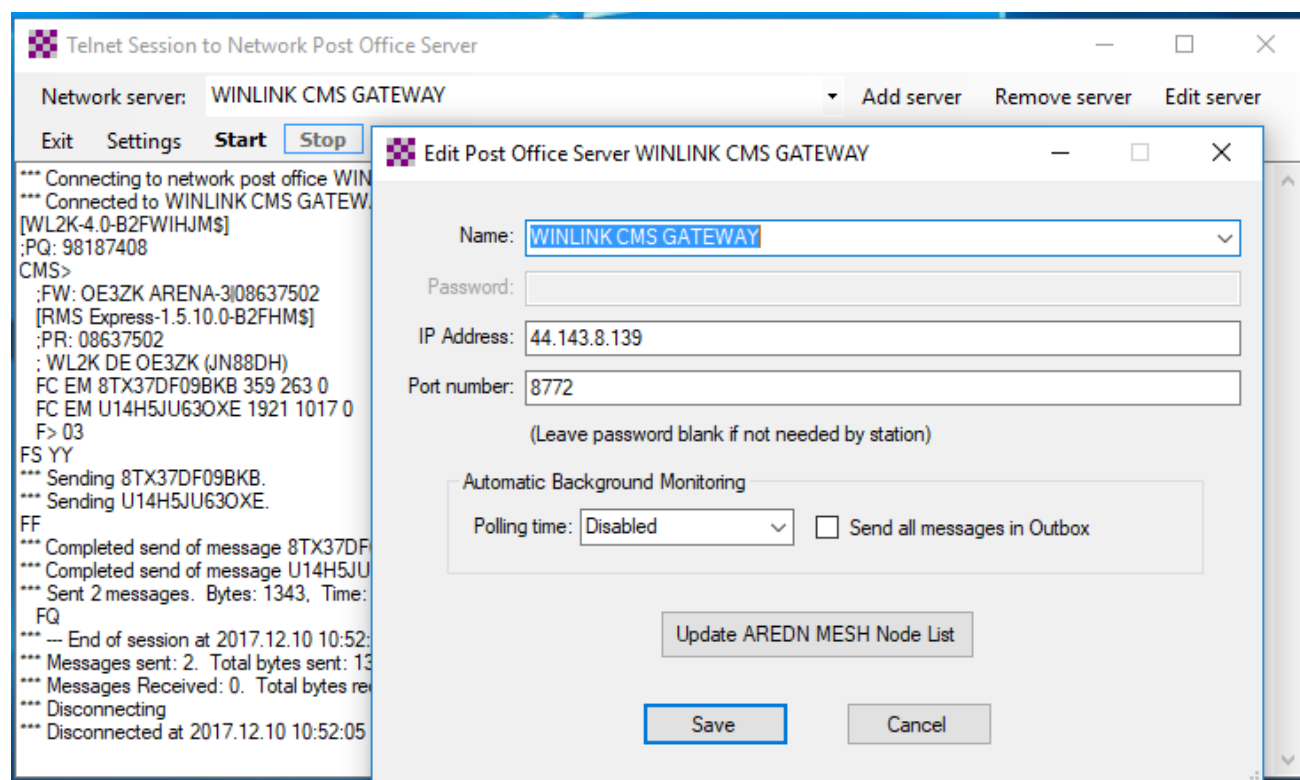 Telnet Session to Network Post Office Server
Network server: WINLINK CMS GATEWAY Add server Remove server Edit server
Exit Settings Start Stop
*** Connecting to network post office WIN
*** Connected to WINLINK CMS GATEW
[WL2K-4.0-B2FWIHJM$]
;PQ: 98187408
CMS>
;FW: OE3ZK ARENA-3|08637502
[RMS Express-1.5.10.0-B2FHM$]
;PR: 08637502
; WL2K DE OE3ZK (JN88DH)
FC EM 8TX37DF09BKB 359 263 0
FC EM U14H5JU63OXE 1921 1017 0
F> 03
FS YY
*** Sending 8TX37DF09BKB.
*** Sending U14H5JU63OXE.
FF
*** Completed send of message 8TX37DF
*** Completed send of message U14H5JU
*** Sent 2 messages. Bytes: 1343, Time:
FQ
*** --- End of session at 2017.12.10 10:52:
*** Messages sent: 2. Total bytes sent: 13
*** Messages Received: 0. Total bytes re
*** Disconnecting
*** Disconnected at 2017.12.10 10:52:05
Edit Post Office Server WINLINK CMS GATEWAY
Name: WINLINK CMS GATEWAY
Password:
IP Address: 44.143.8.139
Port number: 8772
(Leave password blank if not needed by station)
Automatic Background Monitoring
Polling time: Disabled Send all messages in Outbox
Update AREDN MESH Node List
Save Cancel